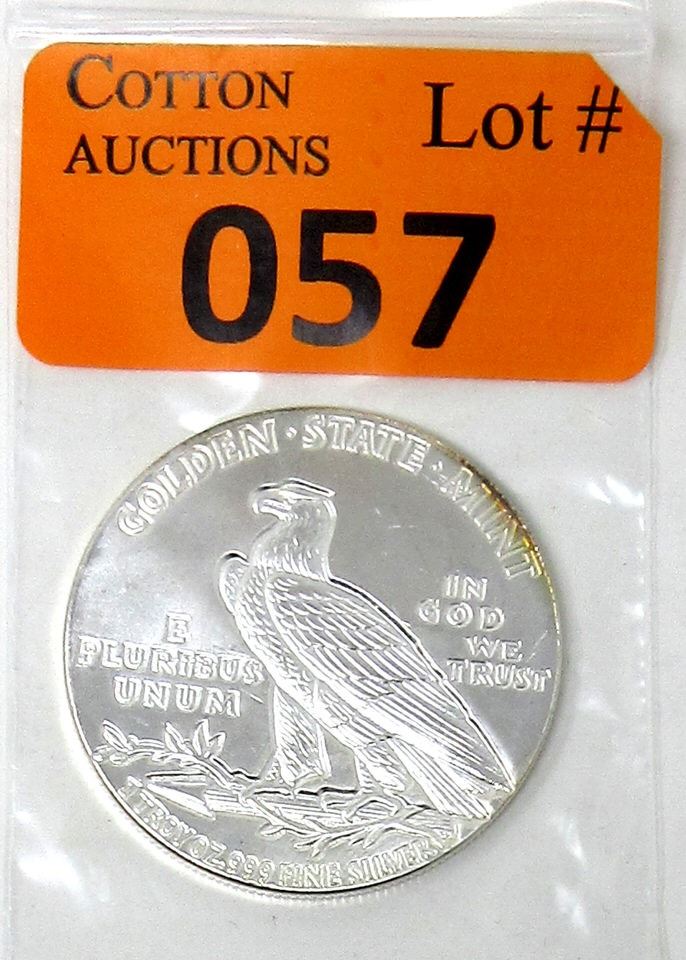 COTTON
AUCTIONS
Lot #
057
GOLDEN · STATE · MINT
E
PLURIBUS
UNUM
IN
GOD
WE
TRUST
1 TROY OZ .999 FINE SILVER